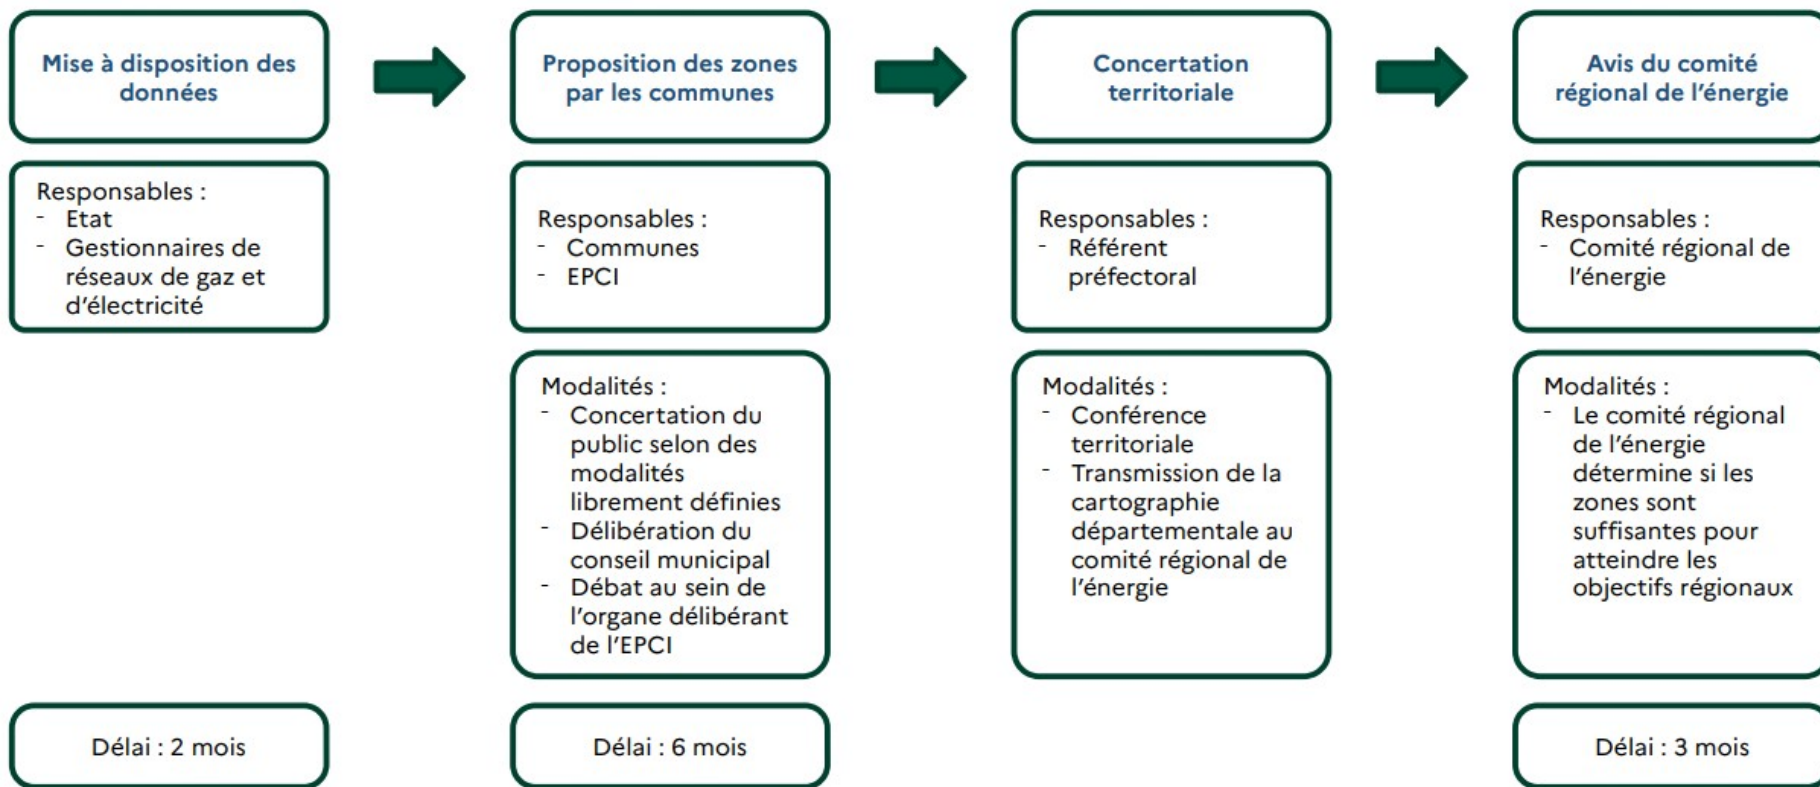 Mise à disposition des
données
Proposition des zones
par les communes
Concertation
territoriale
Avis du comité
régional de l’énergie
Responsables :
- Etat
- Gestionnaires de
réseaux de gaz et
d’électricité
Responsables :
- Communes
- EPCI
Responsables :
- Référent
préfectoral
Responsables :
- Comité régional de
l’énergie
Modalités :
- Concertation du
public selon des
modalités
librement définies
- Délibération du
conseil municipal
- Débat au sein de
l’organe délibérant
de l’EPCI
Modalités :
- Conférence
territoriale
- Transmission de la
cartographie
départementale au
comité régional de
l’énergie
Modalités :
- Le comité régional
de l’énergie
détermine si les
zones sont
suffisantes pour
atteindre les
objectifs régionaux
Délai : 2 mois
Délai : 6 mois
Délai : 3 mois